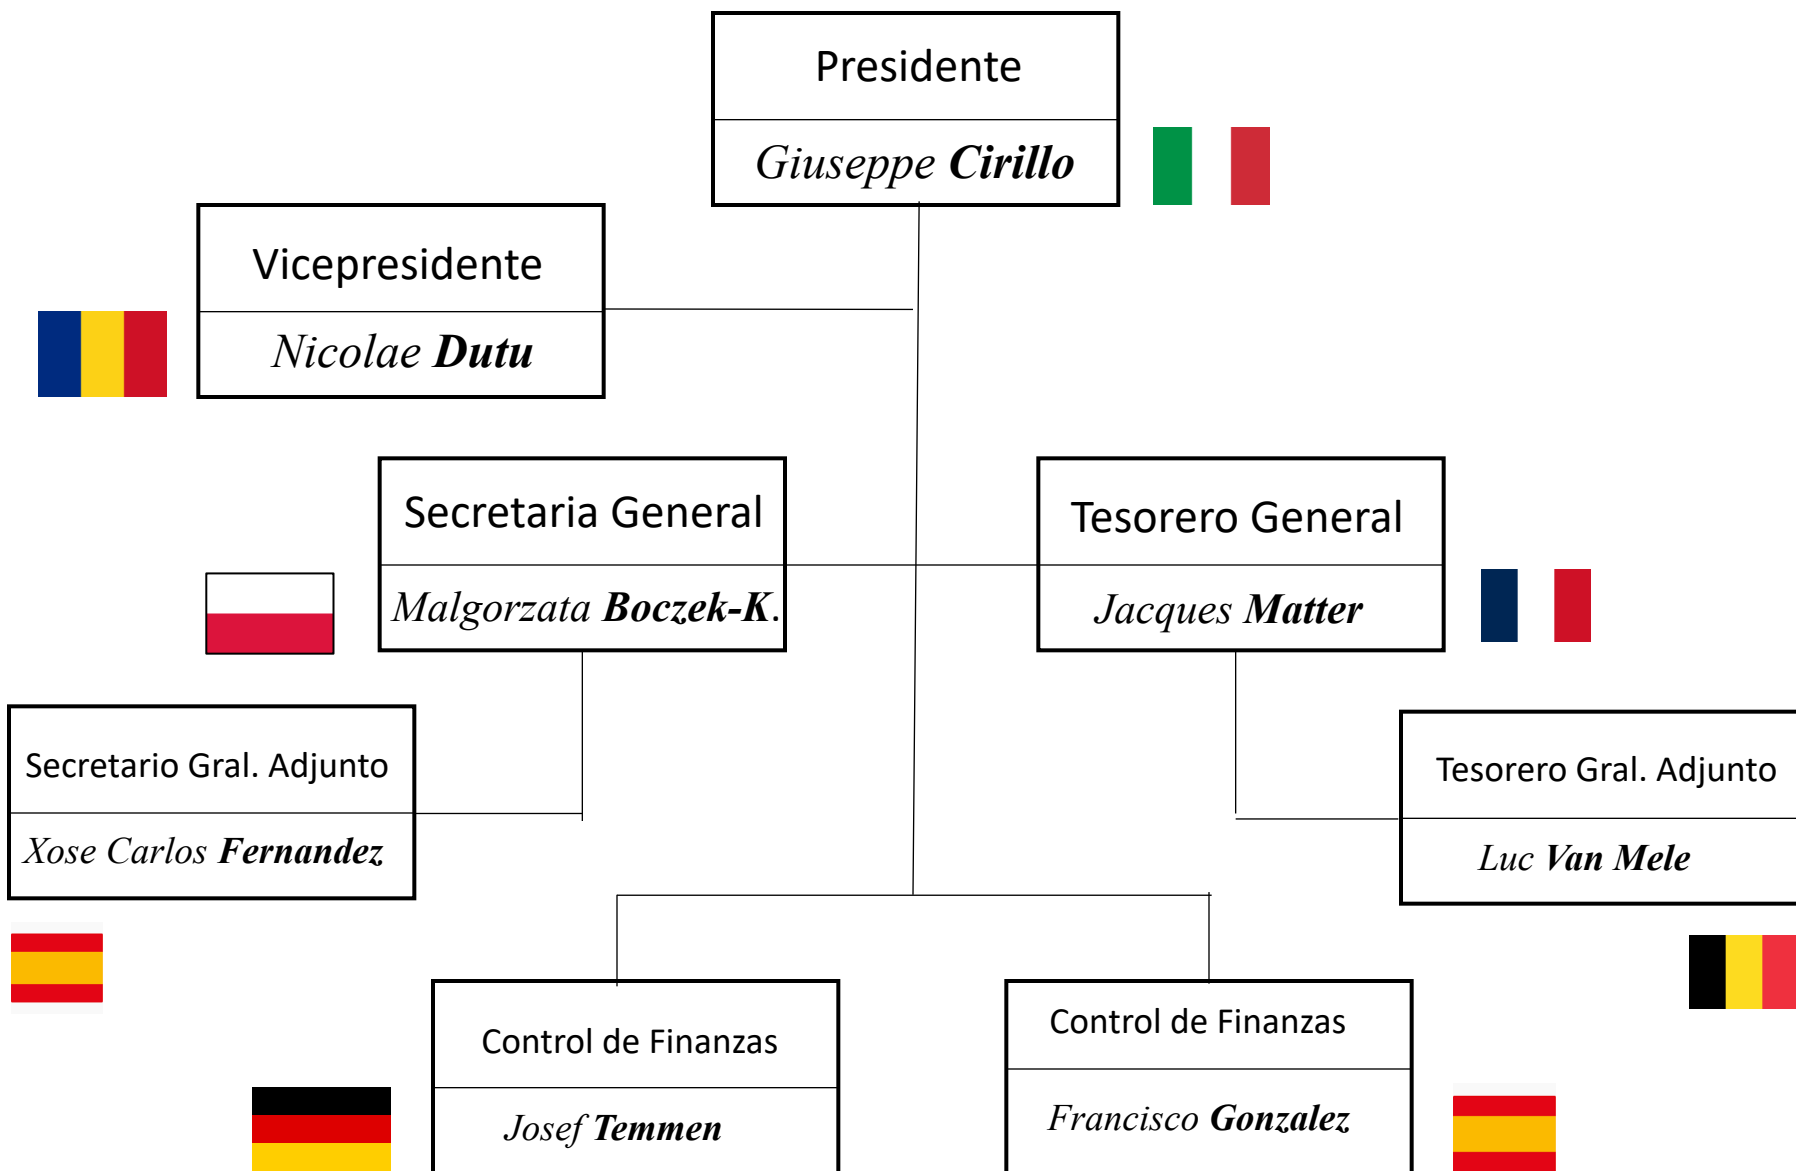 Presidente
Giuseppe Cirillo
Vicepresidente
Nicolae Dutu
Secretaria General
Malgorzata Boczek-K.
Tesorero General
Jacques Matter
Secretario Gral. Adjunto
Xose Carlos Fernandez
Tesorero Gral. Adjunto
Luc Van Mele
Control de Finanzas
Josef Temmen
Control de Finanzas
Francisco Gonzalez